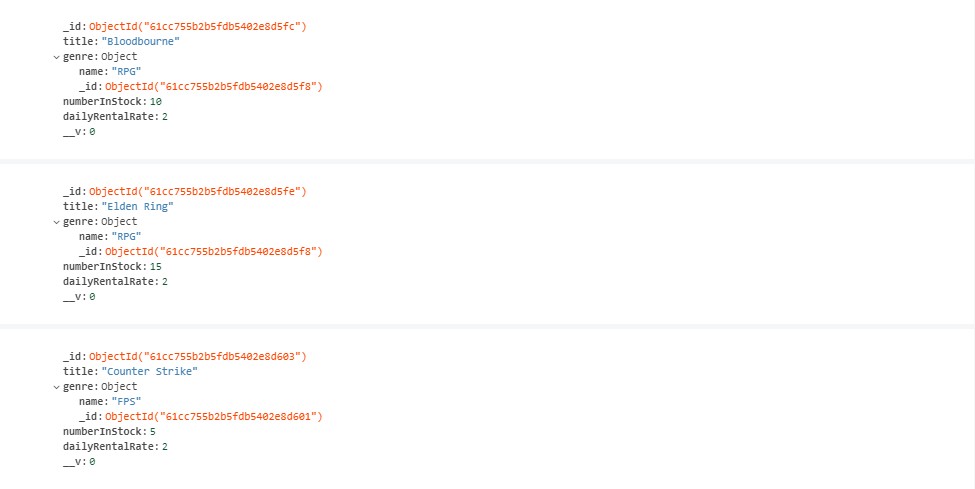 _id: ObjectId("61cc755b2b5fdb5402e8d5fc")
title: "Bloodbourne"
genre: Object
name: "RPG"
_id: ObjectId("61cc755b2b5fdb5402e8d5f8")
numberInStock: 10
dailyRentalRate: 2
__v: 0
_id: ObjectId("61cc755b2b5fdb5402e8d5fe")
title: "Elden Ring"
genre: Object
name: "RPG"
_id: ObjectId("61cc755b2b5fdb5402e8d5f8")
numberInStock: 15
dailyRentalRate: 2
__v: 0
_id: ObjectId("61cc755b2b5fdb5402e8d603")
title: "Counter Strike"
genre: Object
name: "FPS"
_id: ObjectId("61cc755b2b5fdb5402e8d601")
numberInStock: 5
dailyRentalRate: 2
__v: 0